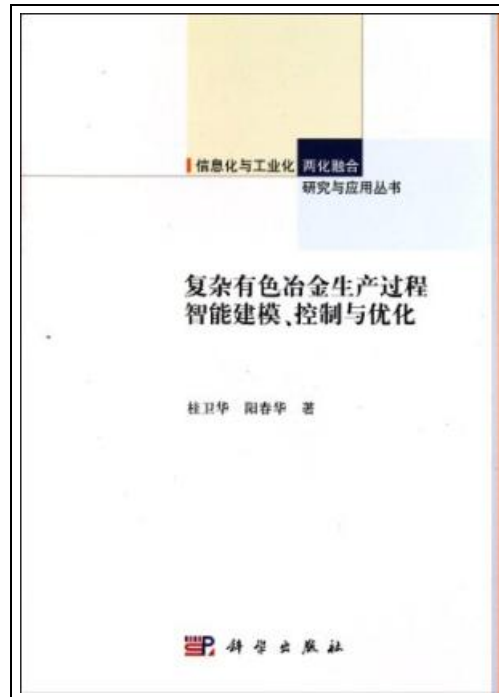 信息化与工业化 两化融合
研究与应用丛书
复杂有色冶金生产过程
智能建模、控制与优化
桂卫华 阳春华 著
科学出版社